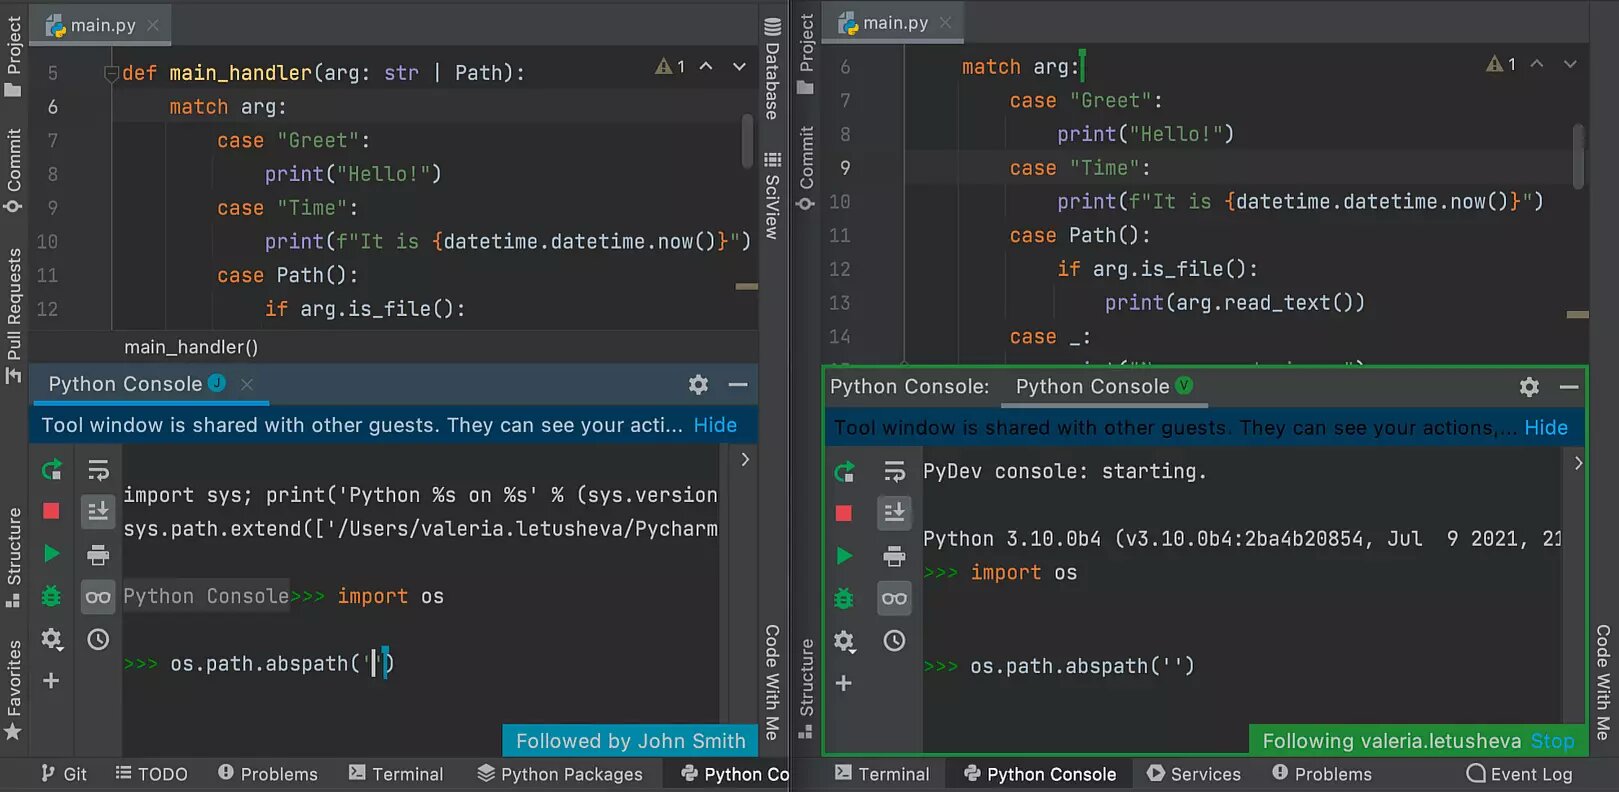 Project
Commit
Pull Requests
Structure
Favorites
main.py
5 def main_handler(arg: str | Path):
1
6 match arg:
7 case "Greet":
8 print("Hello!")
9 case "Time":
10 print(f"It is {datetime.datetime.now()}")
11 case Path():
12 if arg.is_file():
main_handler()
Python Console J
Tool window is shared with other guests. They can see your acti... Hide
import sys; print('Python %s on %s' % (sys.version
sys.path.extend(['/Users/valeria.letusheva/Pycharm
Python Console>>> import os
>>> os.path.abspath('')
Followed by John Smith
Database
SciView
Code With Me
Git TODO Problems Terminal Python Packages Python Co
Project
Commit
Structure
main.py
6 match arg:
1
7 case "Greet":
8 print("Hello!")
9 case "Time":
10 print(f"It is {datetime.datetime.now()}")
11 case Path():
12 if arg.is_file():
13 print(arg.read_text())
14 case _:
Python Console: Python Console V
Tool window is shared with other guests. They can see your actions,... Hide
PyDev console: starting.
Python 3.10.0b4 (v3.10.0b4:2ba4b20854, Jul 9 2021, 21
>>> import os
>>> os.path.abspath('')
Following valeria.letusheva Stop
Code With Me
Terminal Python Console Services Problems Event Log